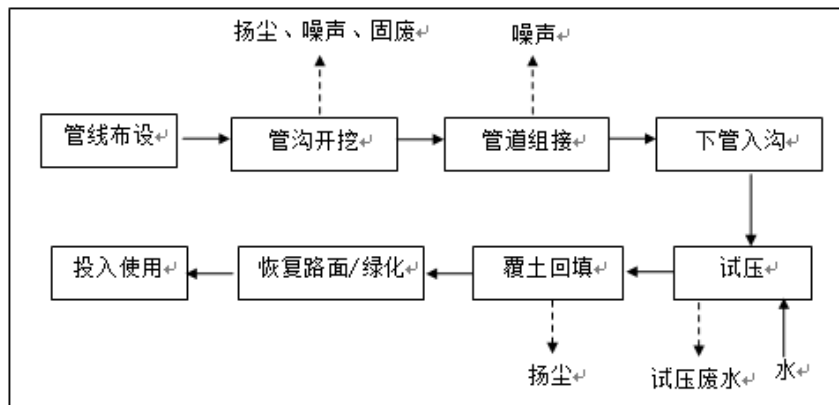 扬尘、噪声、固废
噪声
管线布设
管沟开挖
管道组接
下管入沟
投入使用
恢复路面/绿化
覆土回填
试压
扬尘
试压废水
水